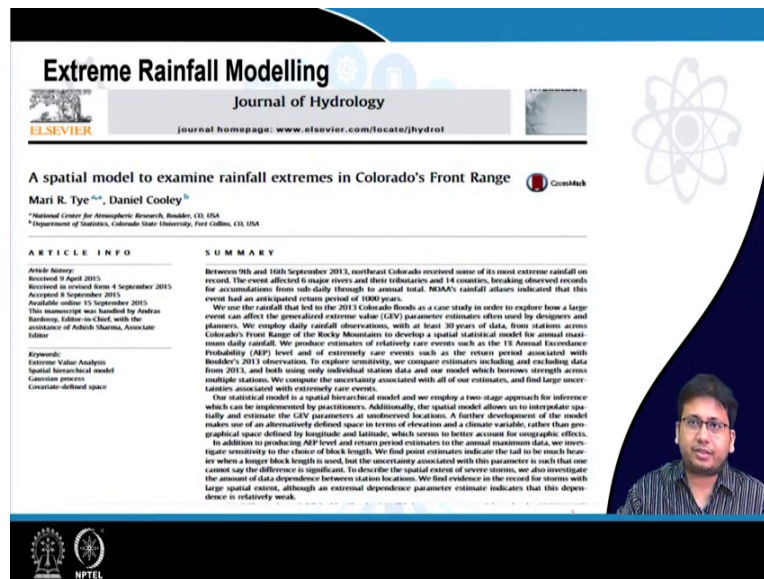 Extreme Rainfall Modelling
Journal of Hydrology
ELSEVIER
journal homepage: www.elsevier.com/locate/jhydrol
A spatial model to examine rainfall extremes in Colorado's Front Range
CrossMark
Mari R. Tye a,*, Daniel Cooley b
a National Center for Atmospheric Research, Boulder, CO, USA
b Department of Statistics, Colorado State University, Fort Collins, CO, USA
ARTICLE INFO
Article history:
Received 9 April 2015
Received in revised form 4 September 2015
Accepted 8 September 2015
Available online 15 September 2015
This manuscript was handled by Andras
Bardossy, Editor-in-Chief, with the
assistance of Ashish Sharma, Associate
Editor
Keywords:
Extreme Value Analysis
Spatial hierarchical model
Gaussian process
Covariate-defined space
SUMMARY
Between 9th and 16th September 2013, northeast Colorado received some of its most extreme rainfall on
record. The event affected 6 major rivers and their tributaries and 14 counties, breaking observed records
for accumulations from sub-daily through to annual total. NOAA's rainfall atlases indicated that this
event had an anticipated return period of 1000 years.
We use the rainfall that led to the 2013 Colorado floods as a case study in order to explore how a large
event can affect the generalized extreme value (GEV) parameter estimates often used by designers and
planners. We employ daily rainfall observations, with at least 30 years of data, from stations across
Colorado's Front Range of the Rocky Mountains to develop a spatial statistical model for annual maxi-
mum daily rainfall. We produce estimates of relatively rare events such as the 1% Annual Exceedance
Probability (AEP) level and of extremely rare events such as the return period associated with
Boulder's 2013 observation. To explore sensitivity, we compare estimates including and excluding data
from 2013, and both using only individual station data and our model which borrows strength across
multiple stations. We compute the uncertainty associated with all of our estimates, and find large uncer-
tainties associated with extremely rare events.
Our statistical model is a spatial hierarchical model and we employ a two-stage approach for inference
which can be implemented by practitioners. Additionally, the spatial model allows us to interpolate spa-
tially and estimate the GEV parameters at unobserved locations. A further development of the model
makes use of an alternatively defined space in terms of elevation and a climate variable, rather than geo-
graphical space defined by longitude and latitude, which seems to better account for orographic effects.
In addition to producing AEP level and return period estimates to the annual maximum data, we inves-
tigate sensitivity to the choice of block length. We find point estimates indicate the tail to be much heav-
ier when a longer block length is used, but the uncertainty associated with this parameter is such that one
cannot say the difference is significant. To describe the spatial extent of severe storms, we also investigate
the amount of data dependence between station locations. We find evidence in the record for storms with
large spatial extent, although an extremal dependence parameter estimate indicates that this depen-
dence is relatively weak.
NPTEL